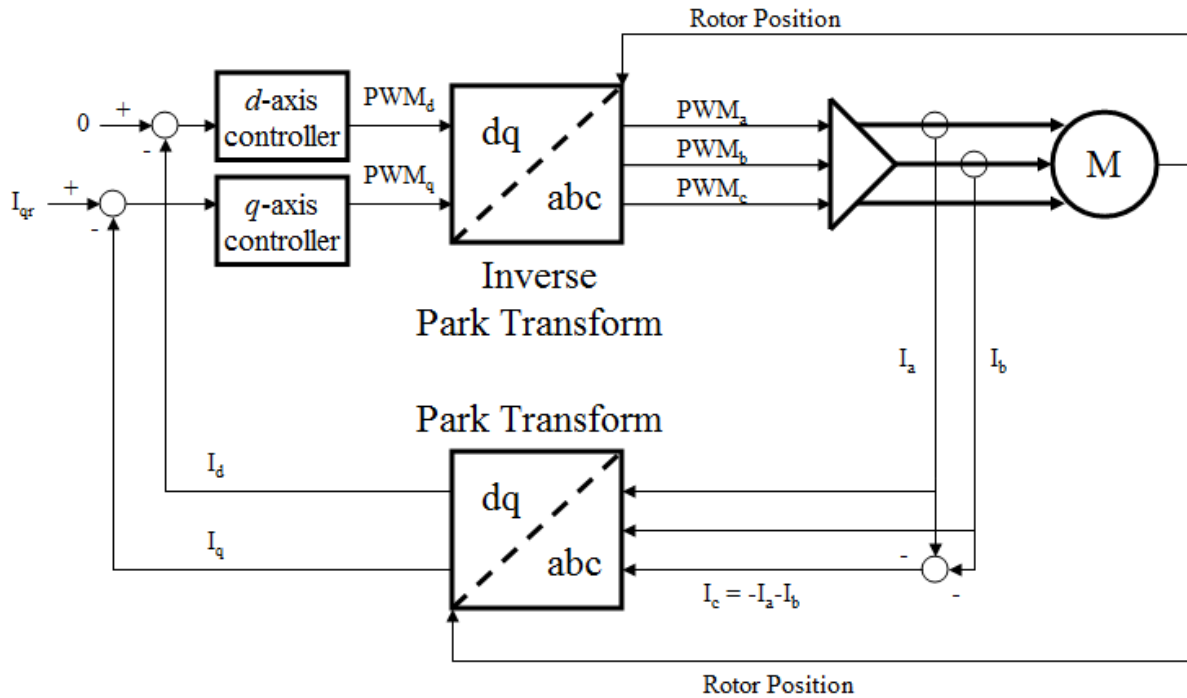 Rotor Position
0
+
-
d-axis
controller
PWMd
dq
abc
PWMa
PWMb
PWMc
M
Iqr
+
-
q-axis
controller
PWMq
Inverse
Park Transform
Ia
Ib
Park Transform
Id
Iq
dq
abc
-
-
Ic = -Ia-Ib
Rotor Position